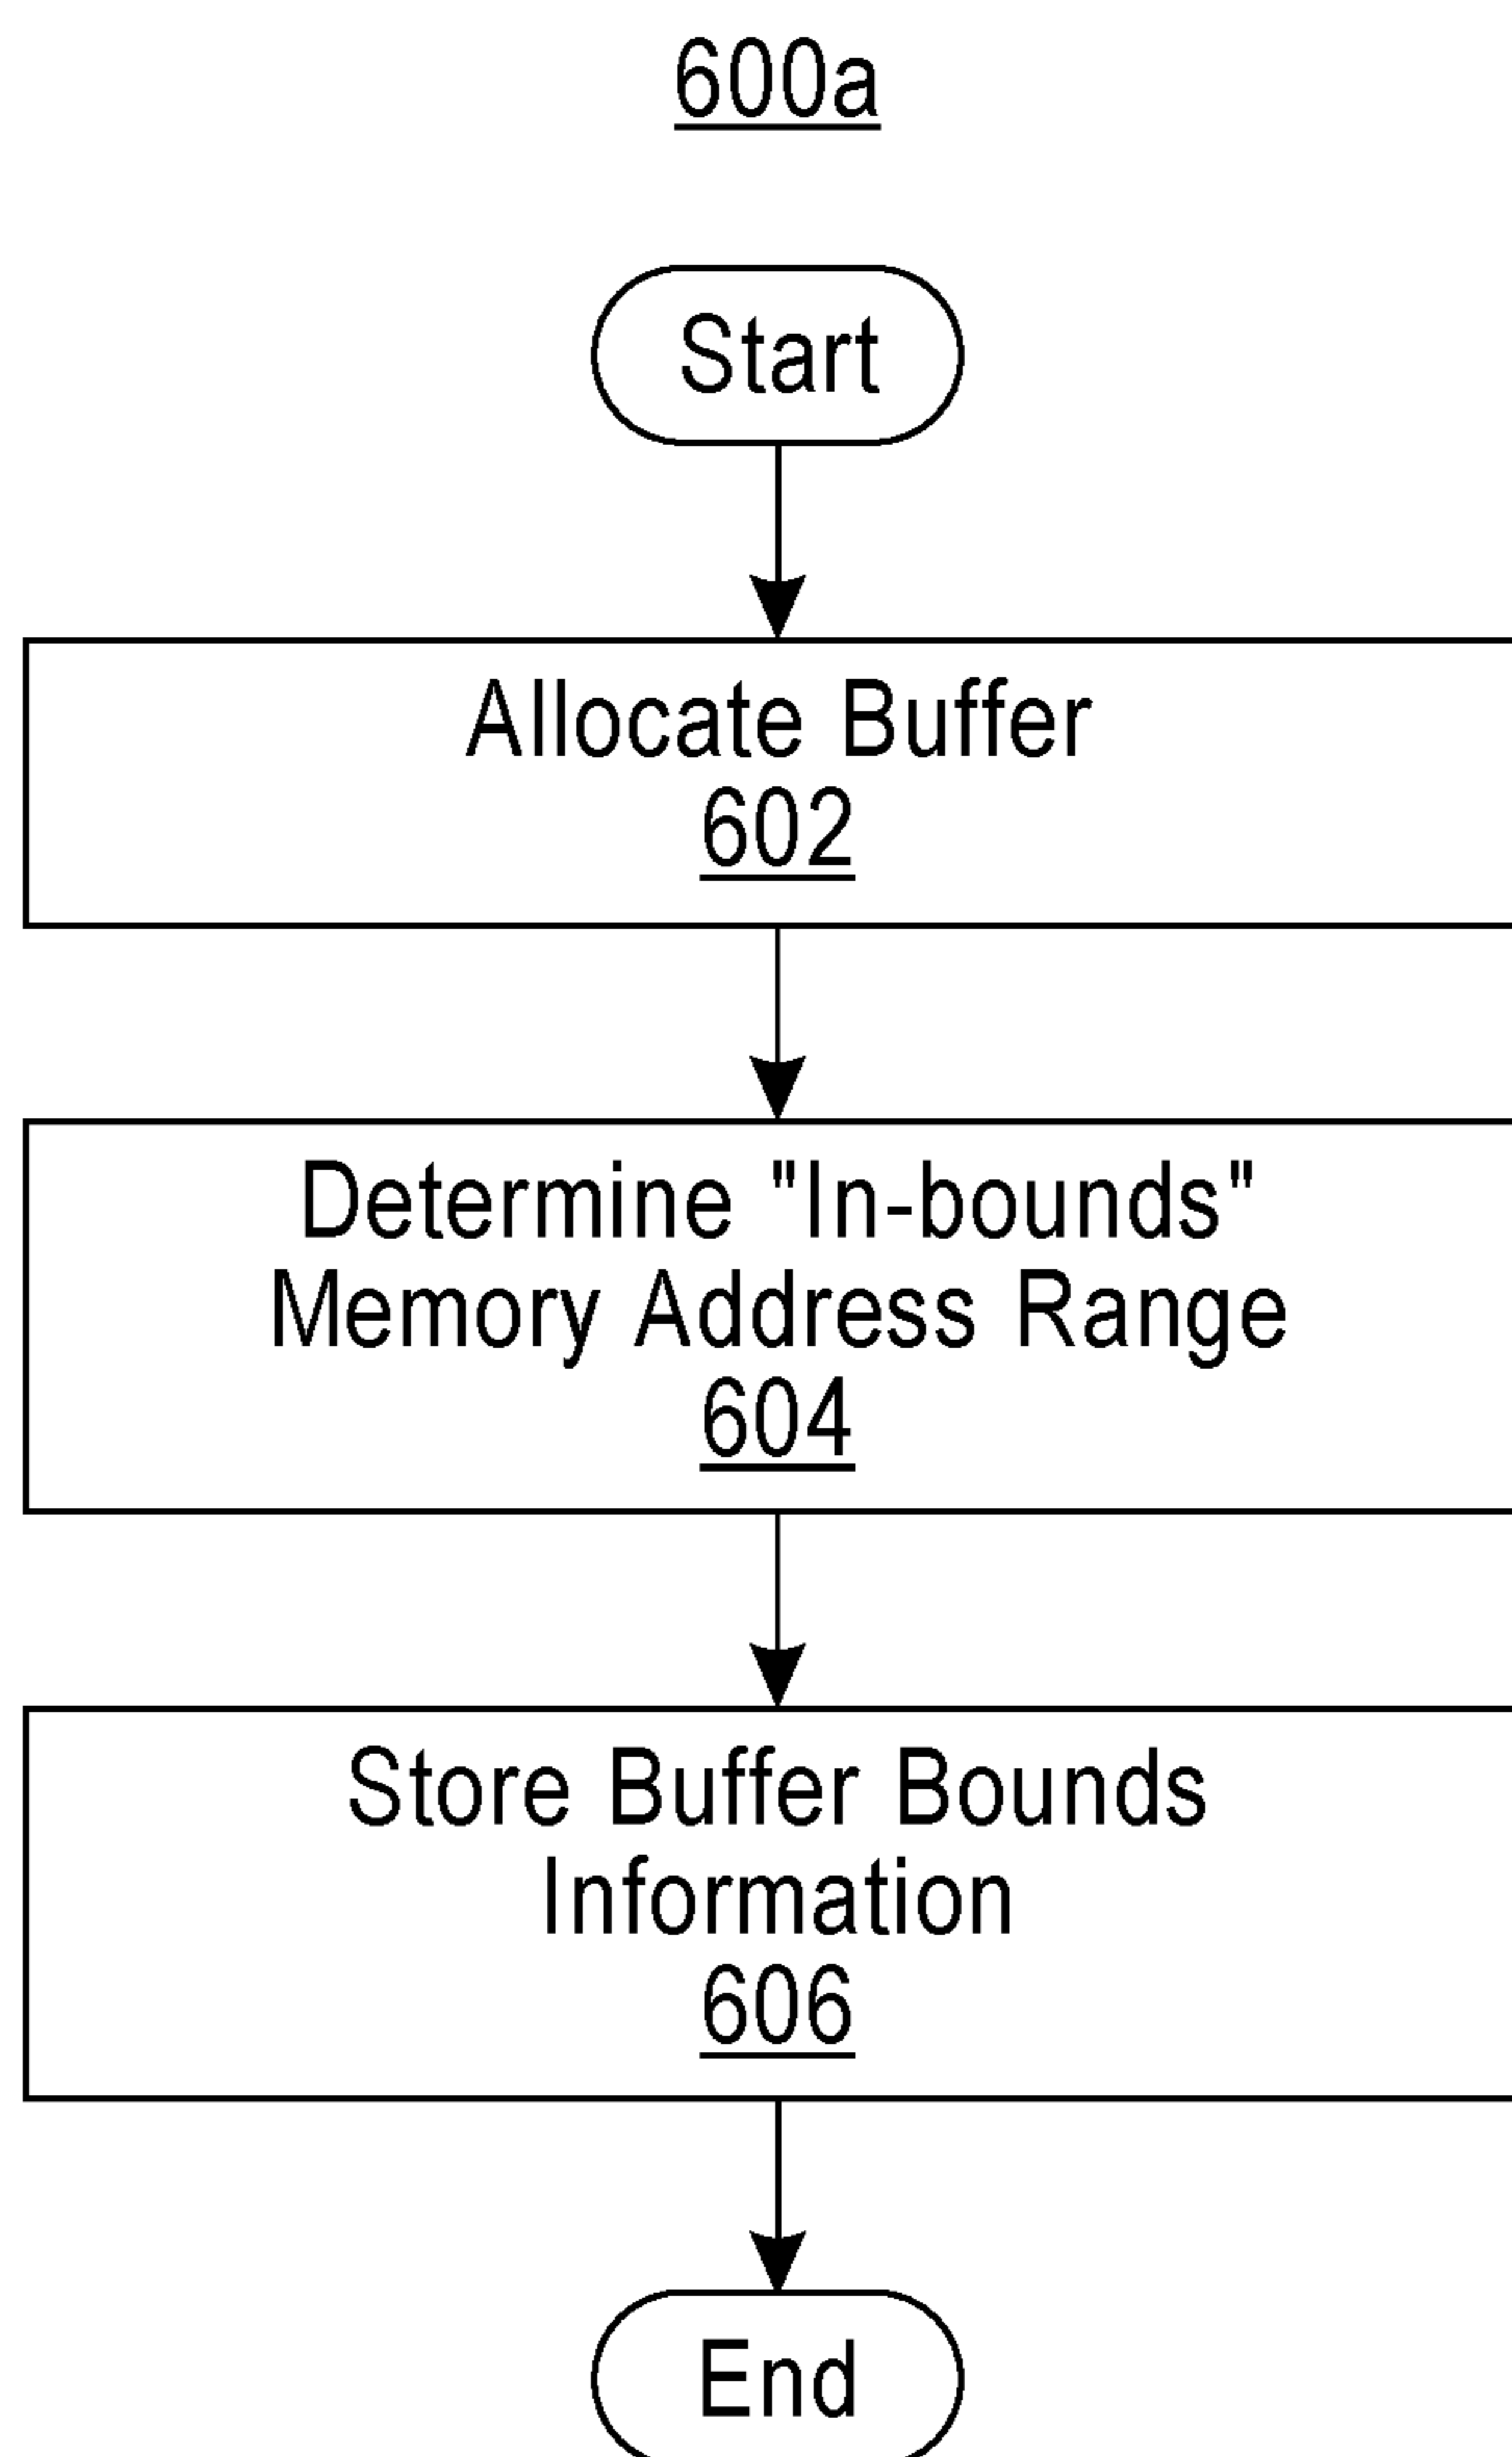 600a
Start
Allocate Buffer
602
Determine "In-bounds"
Memory Address Range
604
Store Buffer Bounds
Information
606
End